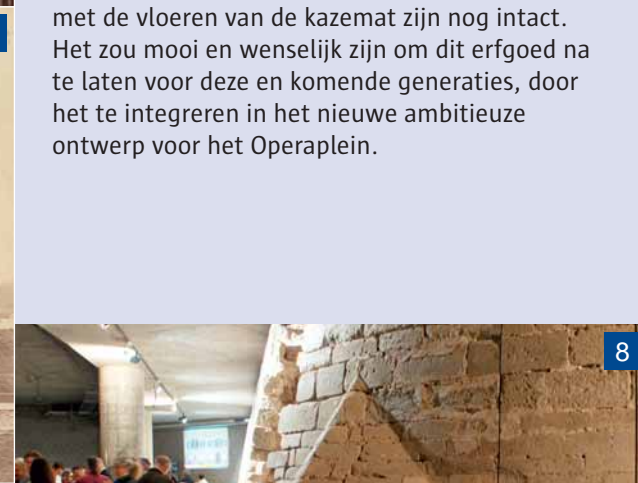 met de vloeren van de kazemat zijn nog intact.
Het zou mooi en wenselijk zijn om dit erfgoed na
te laten voor deze en komende generaties, door
het te integreren in het nieuwe ambitieuze
ontwerp voor het Operaplein.
8